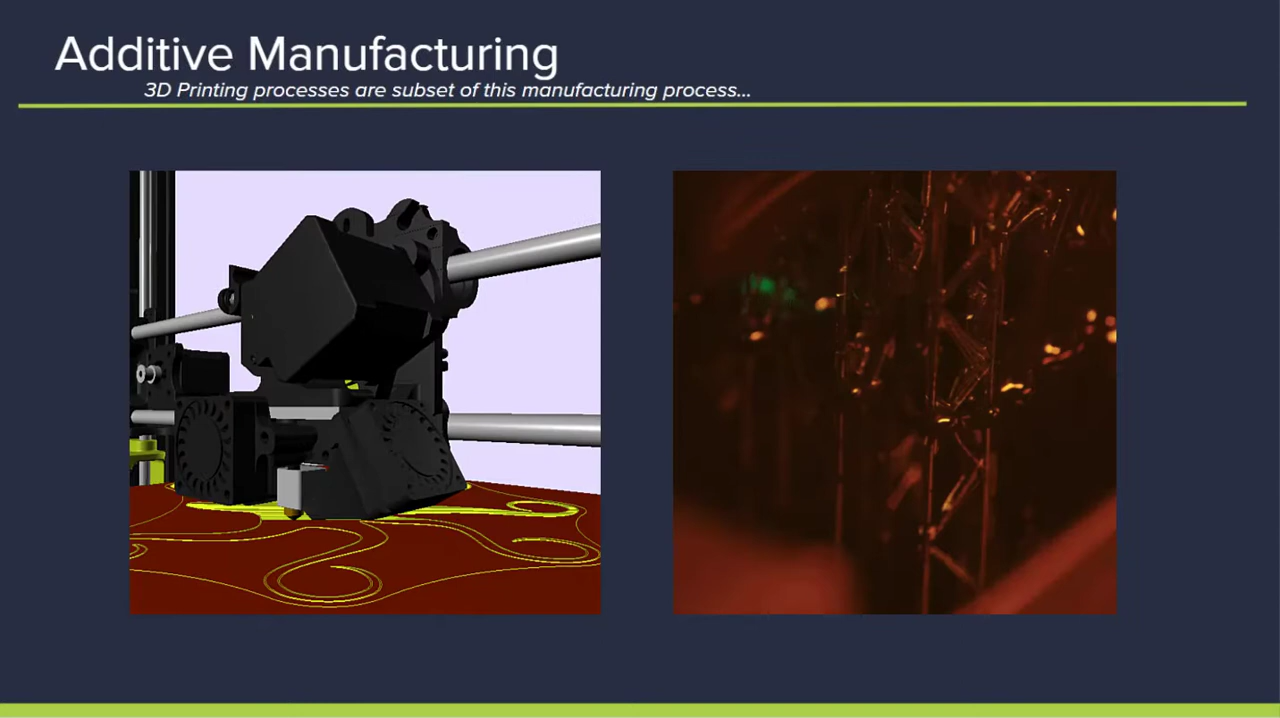 Additive Manufacturing
3D Printing processes are subset of this manufacturing process...